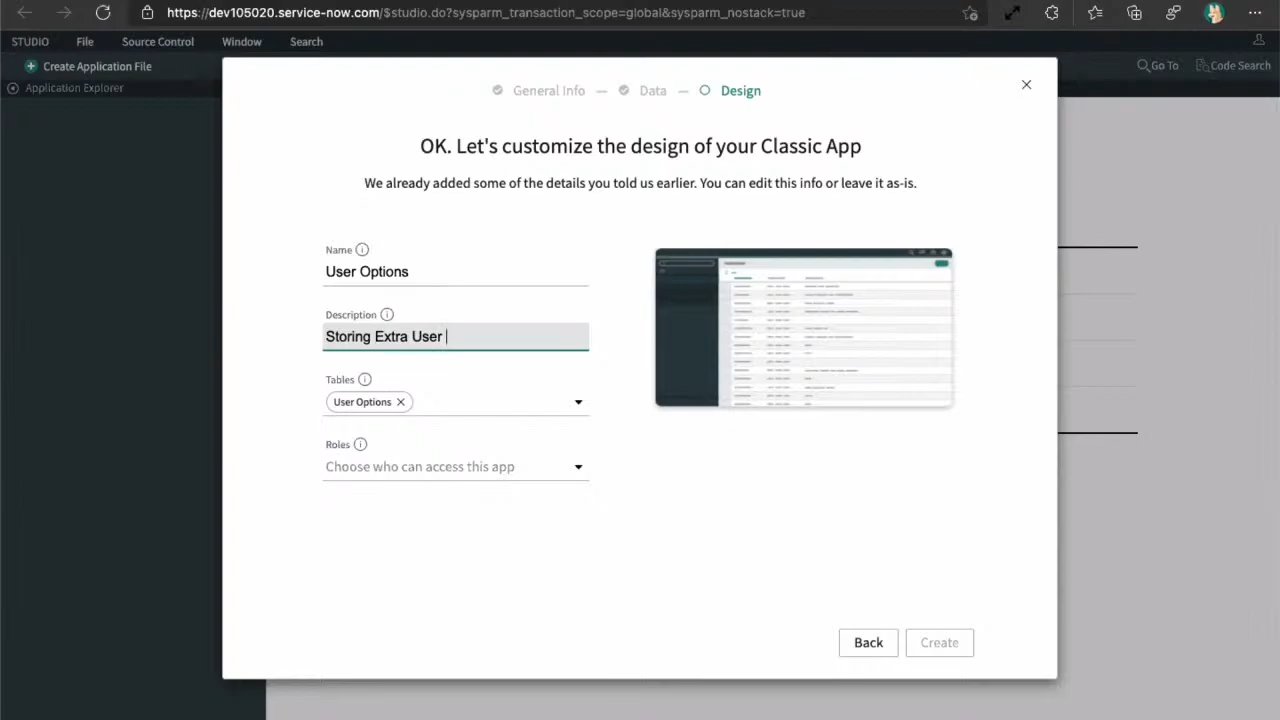 https://dev105020.service-now.com/$studio.do?sysparm_transaction_scope=global&sysparm_nostack=true
STUDIO File Source Control Window Search
Create Application File Go To Code Search
Application Explorer
General Info — Data — Design
OK. Let's customize the design of your Classic App
We already added some of the details you told us earlier. You can edit this info or leave it as-is.
Name
User Options
Description
Storing Extra User
Tables
User Options
Roles
Choose who can access this app
Back Create